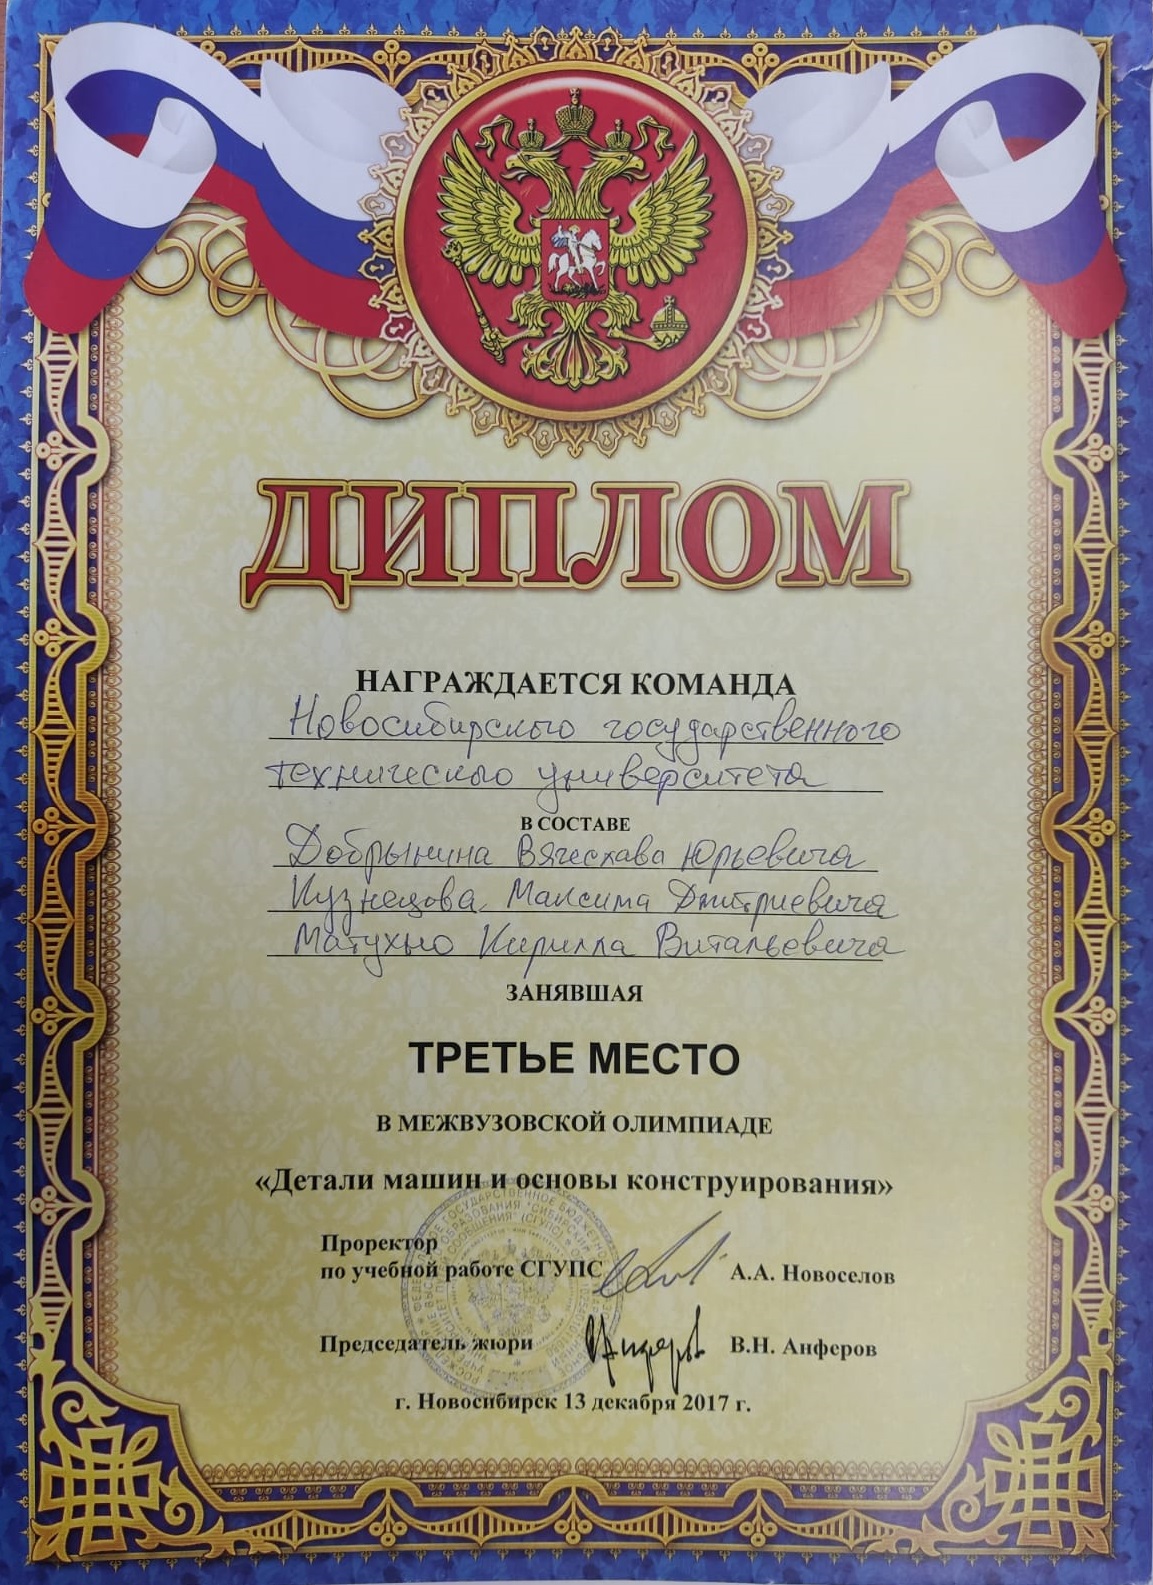 ДИПЛОМ
НАГРАЖДАЕТСЯ КОМАНДА
Новосибирского государственного
технического университета
В СОСТАВЕ
Добрынина Вячеслава Юрьевича
Кузнецова Максима Дмитриевича
Матухно Кирилла Витальевича
ЗАНЯВШАЯ
ТРЕТЬЕ МЕСТО
В МЕЖВУЗОВСКОЙ ОЛИМПИАДЕ
«Детали машин и основы конструирования»
Проректор
по учебной работе СГУПС
А.А. Новоселов
Председатель жюри
В.Н. Анферов
г. Новосибирск 13 декабря 2017 г.